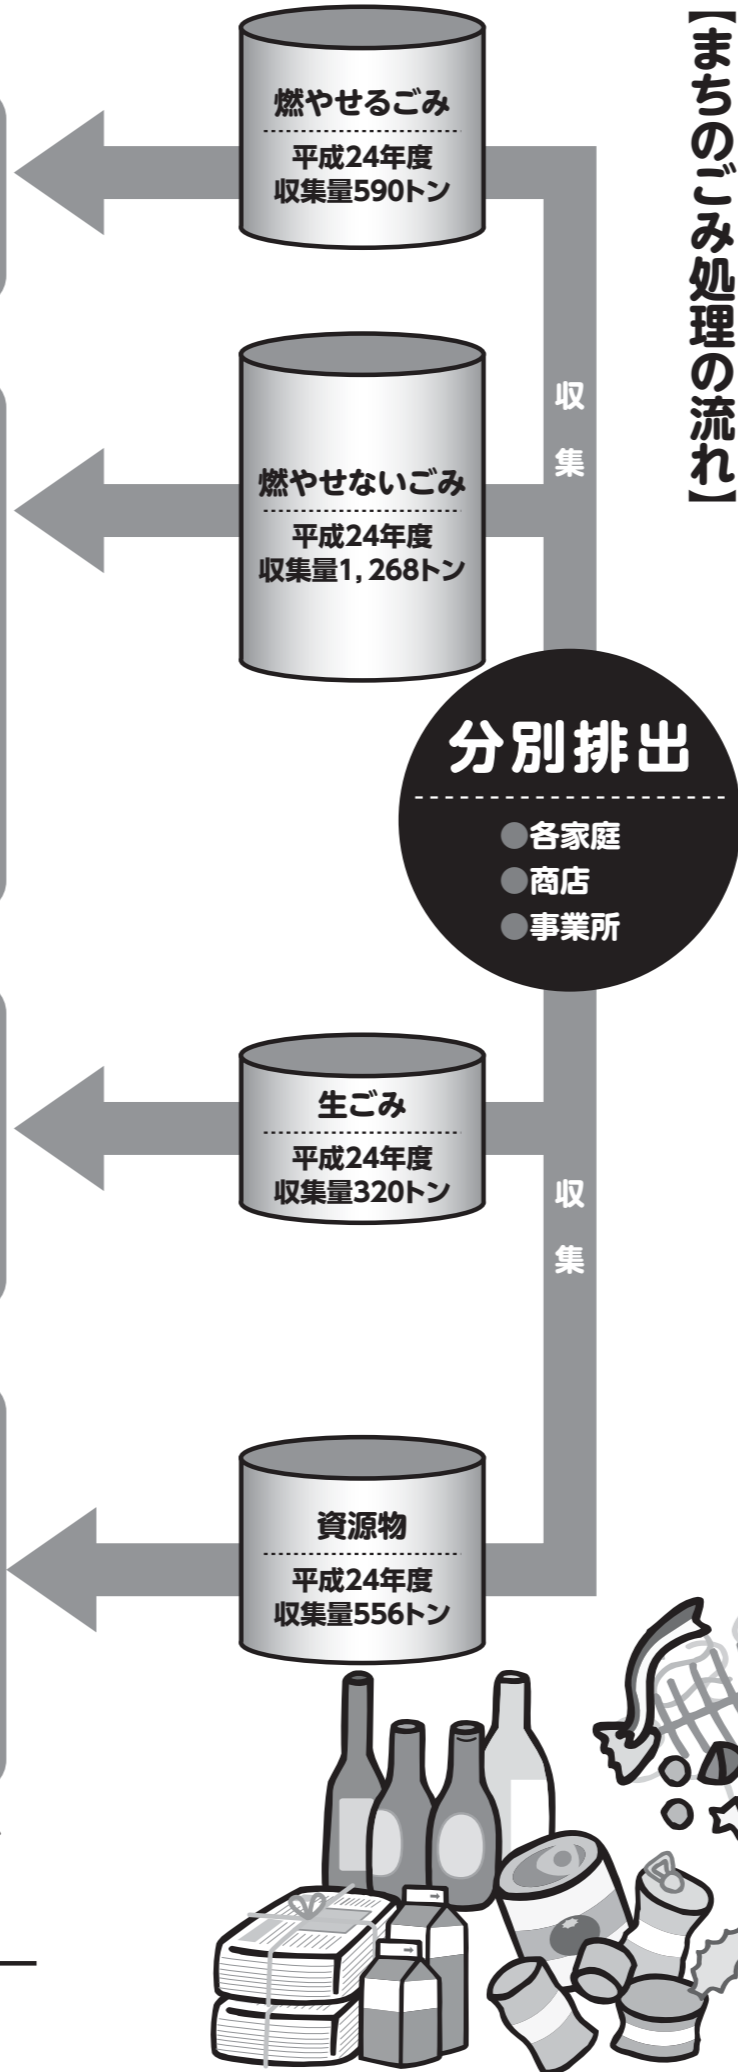 【まちのごみ処理の流れ】
燃やせるごみ
平成24年度
収集量590トン
収集
燃やせないごみ
平成24年度
収集量1,268トン
分別排出
●各家庭
●商店
●事業所
生ごみ
平成24年度
収集量320トン
収集
資源物
平成24年度
収集量556トン